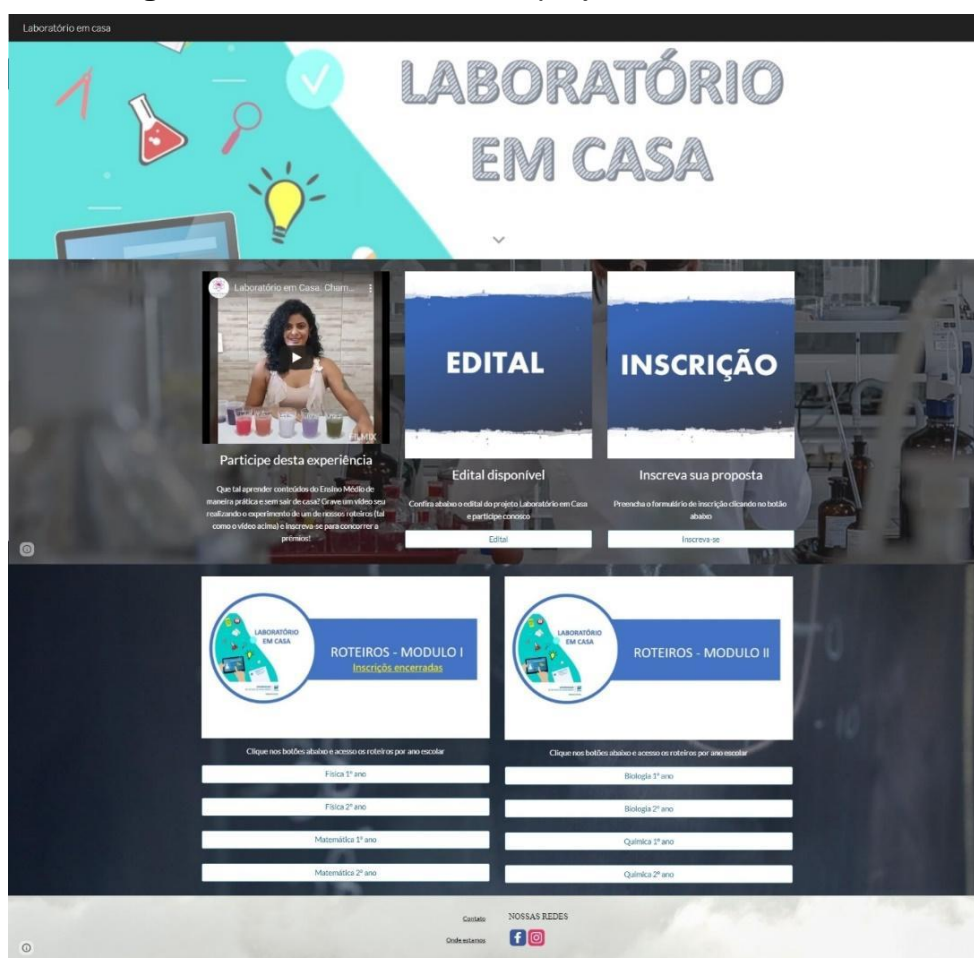 Laboratório em casa
LABORATÓRIO
EM CASA
Laboratório em Casa: Cham...
FILMIX
Participe desta experiência
Que tal aprender conteúdos do Ensino Médio de
maneira prática e sem sair de casa? Grave um vídeo seu
realizando o experimento de um de nossos roteiros (tal
como o vídeo acima) e inscreva-se para concorrer a
prêmios!
EDITAL
Edital disponível
Confira abaixo o edital do projeto Laboratório em Casa
e participe conosco
Edital
INSCRIÇÃO
Inscreva sua proposta
Preencha o formulário de inscrição clicando no botão
abaixo
Inscreva-se
LABORATÓRIO
EM CASA
ROTEIROS - MODULO I
Inscriçõs encerradas
Clique nos botões abaixo e acesso os roteiros por ano escolar
Física 1º ano
Física 2º ano
Matemática 1º ano
Matemática 2º ano
LABORATÓRIO
EM CASA
ROTEIROS - MODULO II
Clique nos botões abaixo e acesso os roteiros por ano escolar
Biologia 1º ano
Biologia 2º ano
Química 1º ano
Química 2º ano
Contato
Onde estamos
NOSSAS REDES